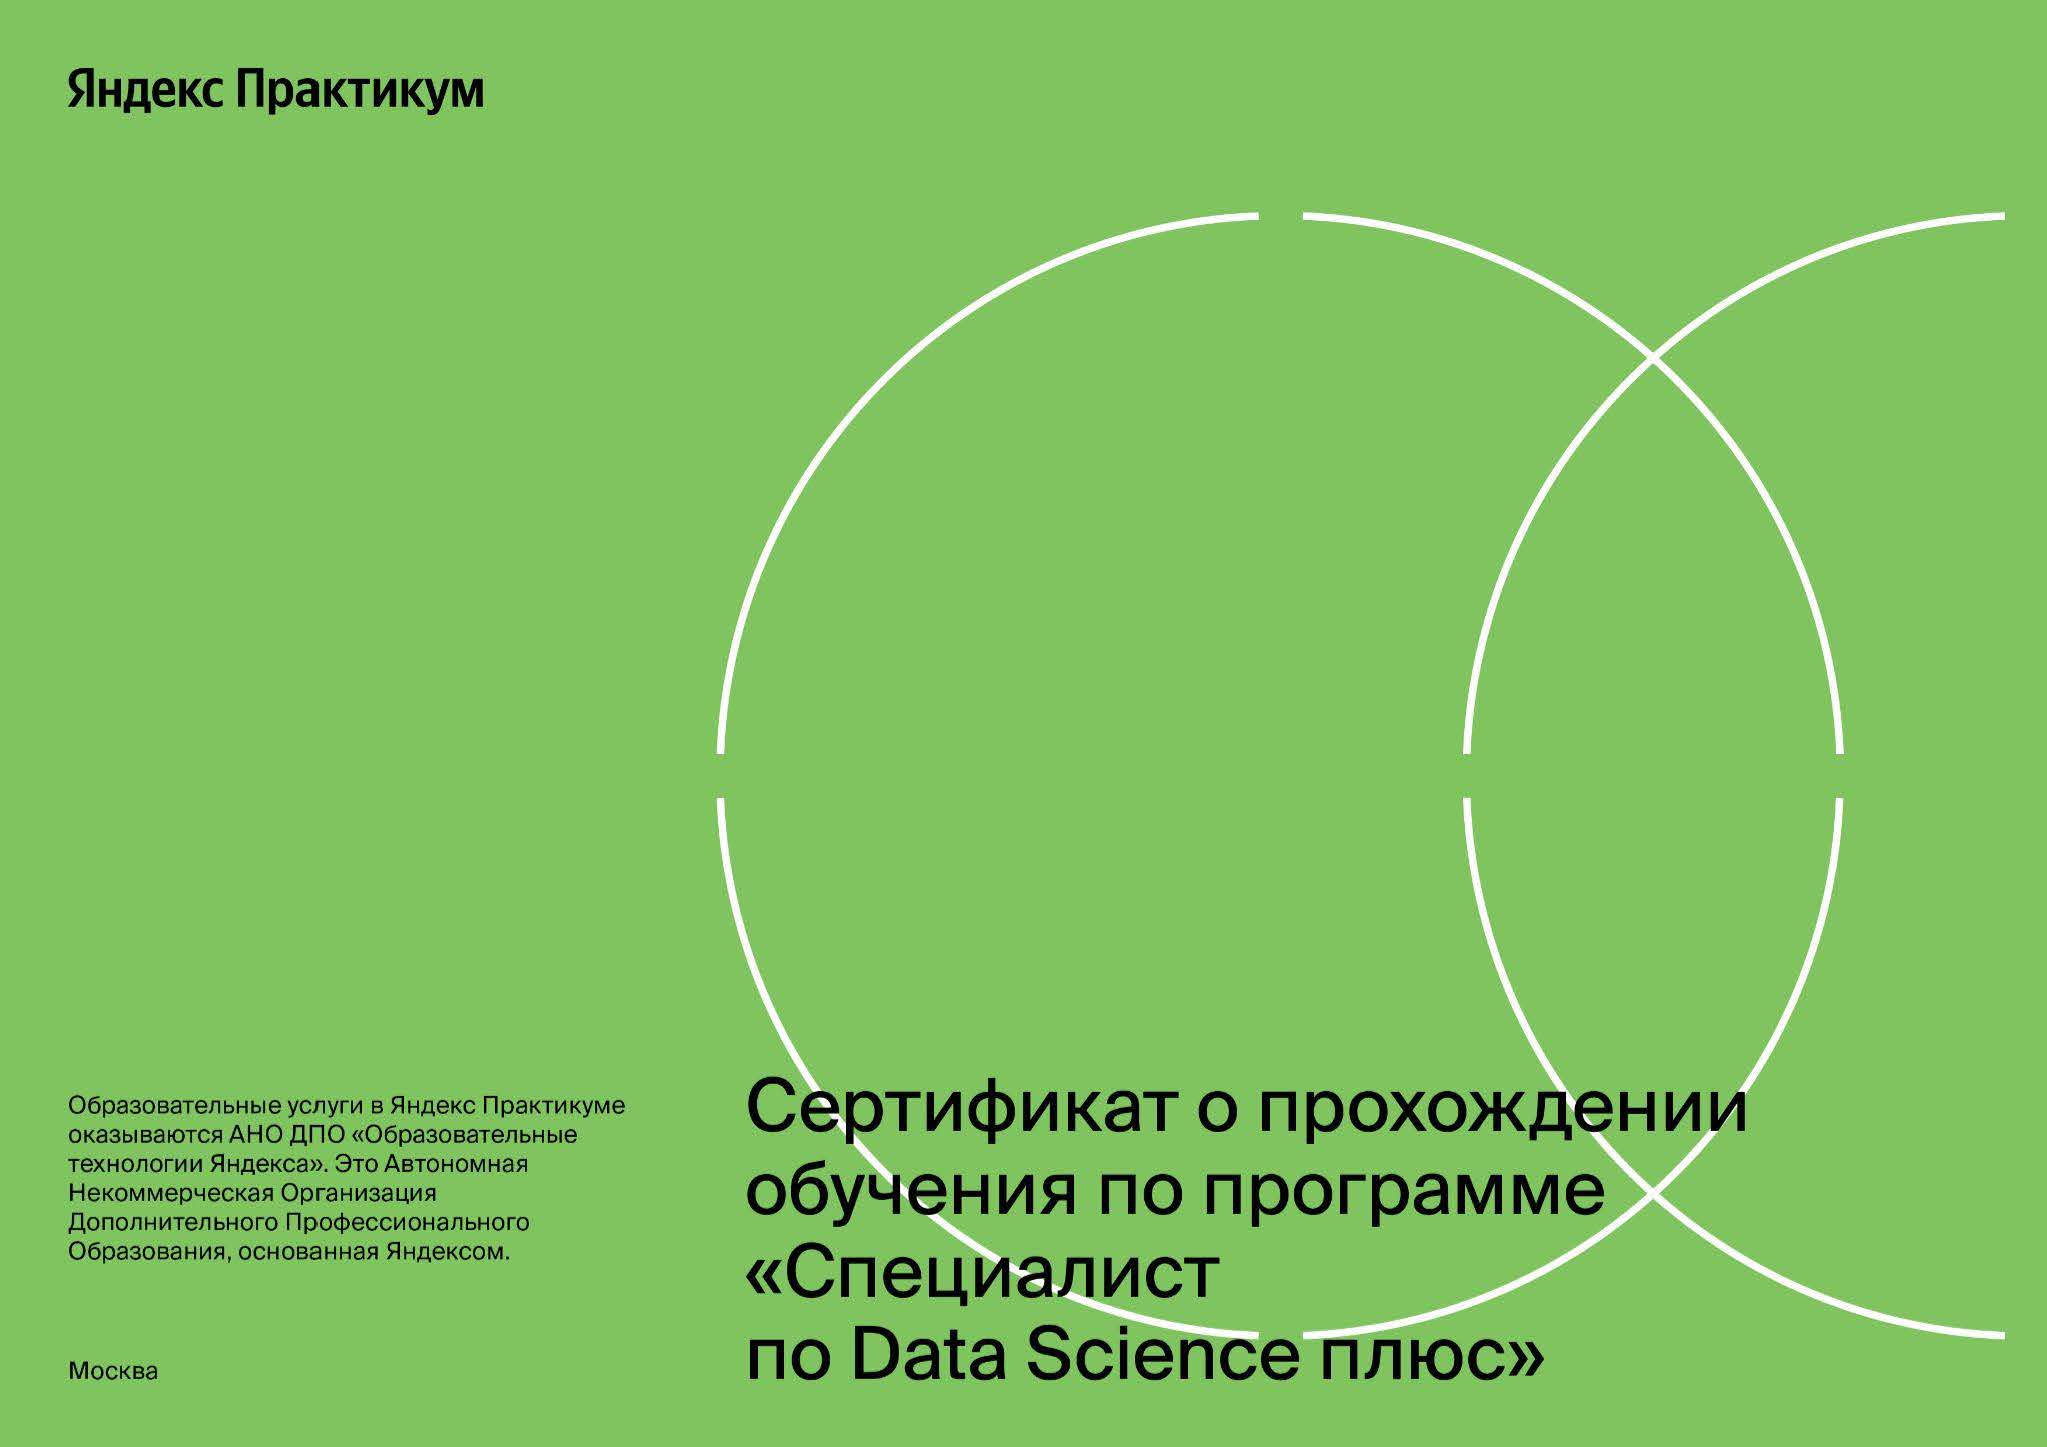 Яндекс Практикум
Образовательные услуги в Яндекс Практикуме
оказываются АНО ДПО «Образовательные
технологии Яндекса». Это Автономная
Некоммерческая Организация
Дополнительного Профессионального
Образования, основанная Яндексом.
Москва
Сертификат о прохождении
обучения по программе
«Специалист
по Data Science плюс»